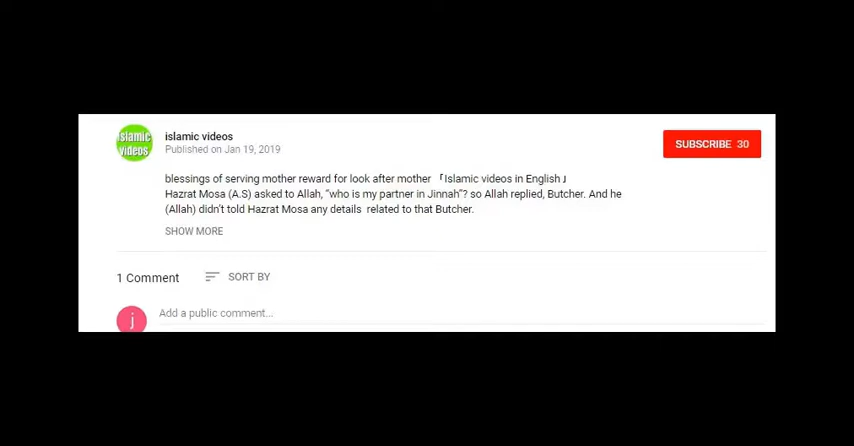 islamic videos
islamic videos
Published on Jan 19, 2019
SUBSCRIBE 30
blessings of serving mother reward for look after mother 「Islamic videos in English」
Hazrat Mosa (A.S) asked to Allah, "who is my partner in Jinnah"? so Allah replied, Butcher. And he
(Allah) didn't told Hazrat Mosa any details related to that Butcher.
SHOW MORE
1 Comment SORT BY
j Add a public comment...